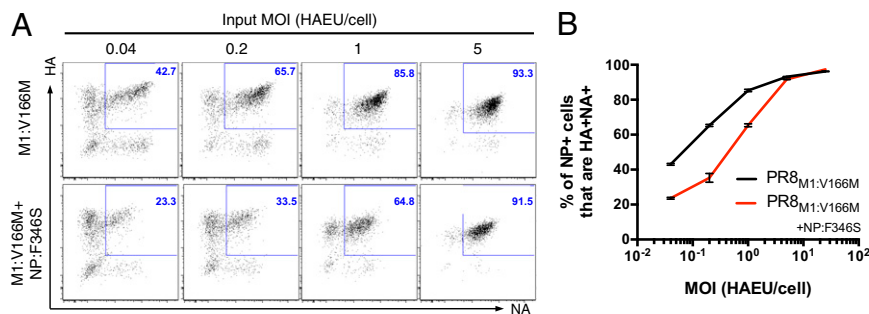 A
Input MOI (HAEU/cell)
0.04 0.2 1 5
HA
M1:V166M
42.7 65.7 85.8 93.3
M1:V166M+
NP:F346S
23.3 33.5 64.8 91.5
NA
B
% of NP+ cells
that are HA+NA+
100
80
60
40
20
0
10-2 10-1 100 101 102
MOI (HAEU/cell)
PR8M1:V166M
PR8M1:V166M
+NP:F346S